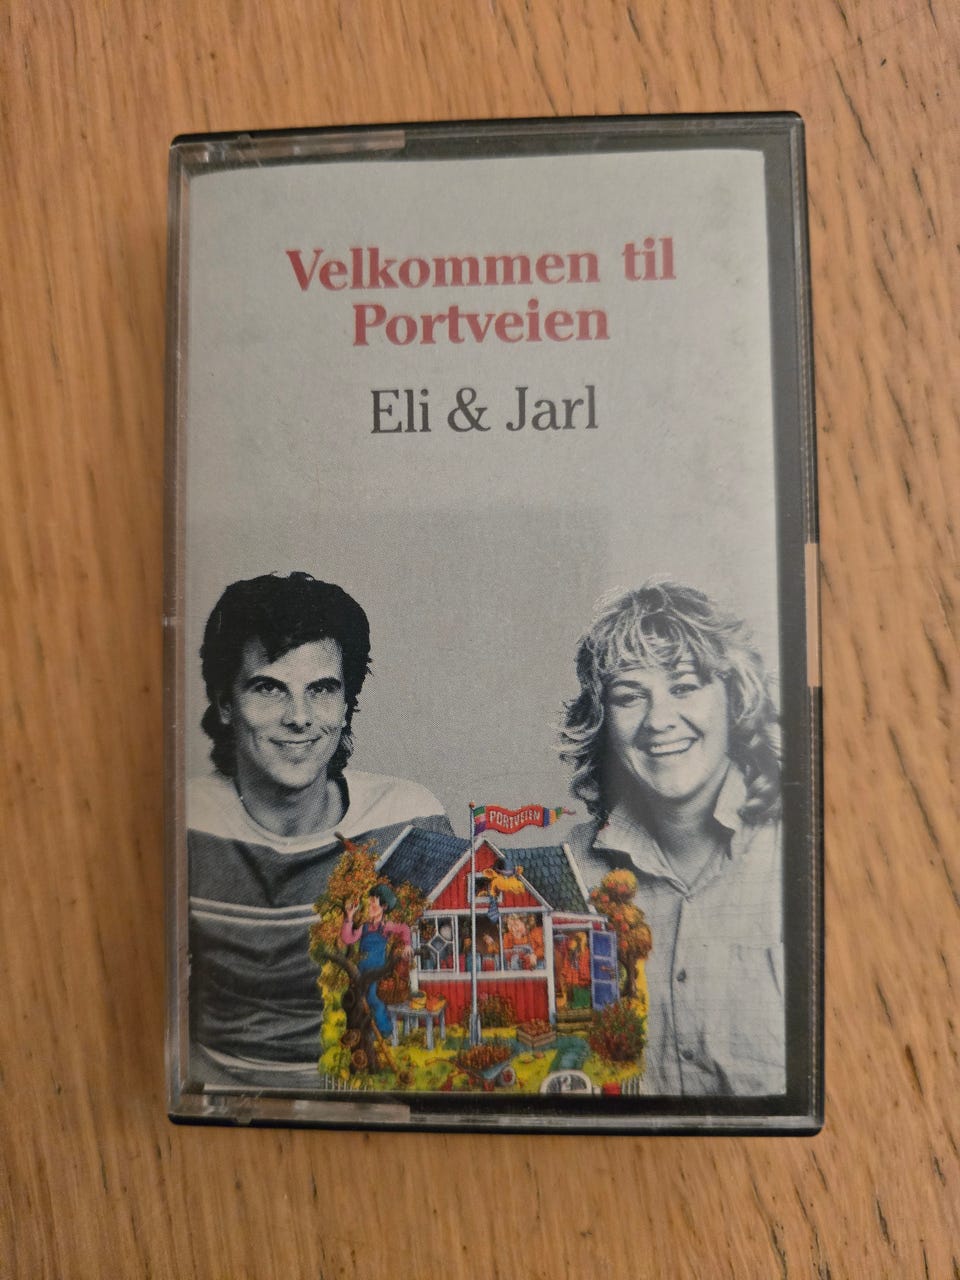 Velkommen til
Portveien
Eli & Jarl
PORTVEIEN